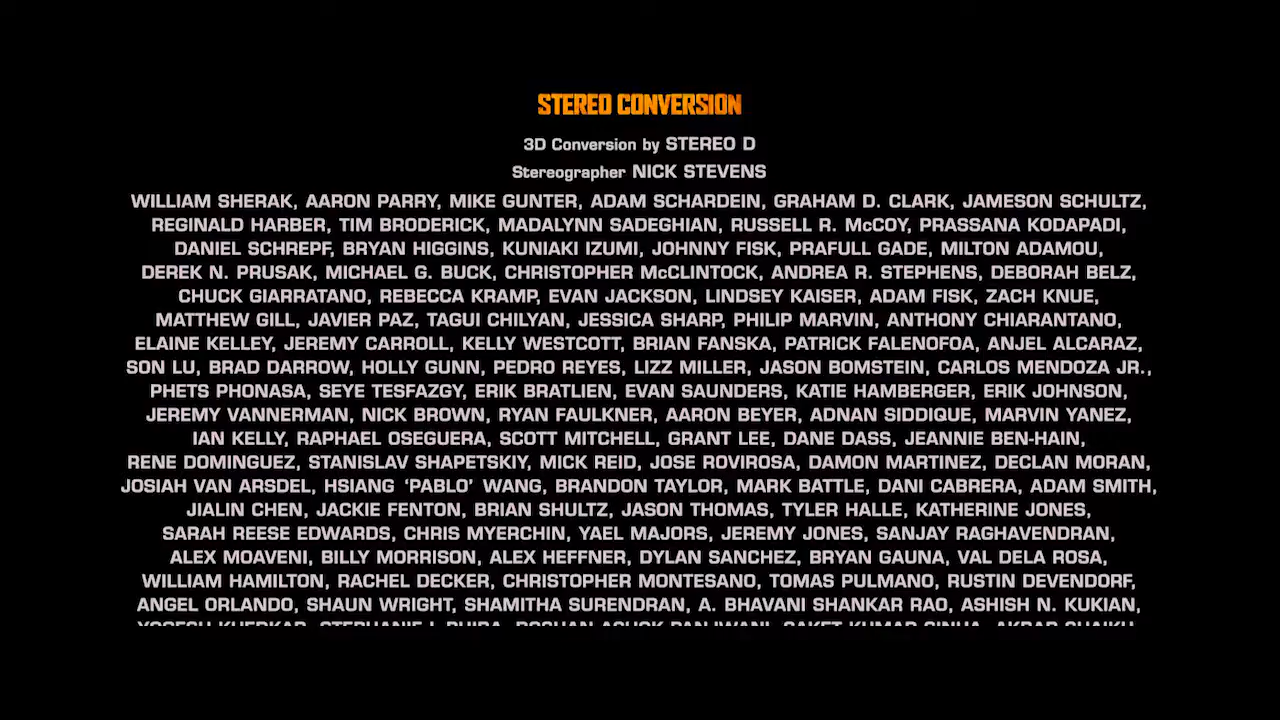 STEREO CONVERSION
3D Conversion by STEREO D
Stereographer NICK STEVENS
WILLIAM SHERAK, AARON PARRY, MIKE GUNTER, ADAM SCHARDEIN, GRAHAM D. CLARK, JAMESON SCHULTZ,
REGINALD HARBER, TIM BRODERICK, MADALYNN SADEGHIAN, RUSSELL R. McCOY, PRASSANA KODAPADI,
DANIEL SCHREPF, BRYAN HIGGINS, KUNIAKI IZUMI, JOHNNY FISK, PRAFULL GADE, MILTON ADAMOU,
DEREK N. PRUSAK, MICHAEL G. BUCK, CHRISTOPHER McCLINTOCK, ANDREA R. STEPHENS, DEBORAH BELZ,
CHUCK GIARRATANO, REBECCA KRAMP, EVAN JACKSON, LINDSEY KAISER, ADAM FISK, ZACH KNUE,
MATTHEW GILL, JAVIER PAZ, TAGUI CHILYAN, JESSICA SHARP, PHILIP MARVIN, ANTHONY CHIARANTANO,
ELAINE KELLEY, JEREMY CARROLL, KELLY WESTCOTT, BRIAN FANSKA, PATRICK FALENOFOA, ANJEL ALCARAZ,
SON LU, BRAD DARROW, HOLLY GUNN, PEDRO REYES, LIZZ MILLER, JASON BOMSTEIN, CARLOS MENDOZA JR.,
PHETS PHONASA, SEYE TESFAZGY, ERIK BRATLIEN, EVAN SAUNDERS, KATIE HAMBERGER, ERIK JOHNSON,
JEREMY VANNERMAN, NICK BROWN, RYAN FAULKNER, AARON BEYER, ADNAN SIDDIQUE, MARVIN YANEZ,
IAN KELLY, RAPHAEL OSEGUERA, SCOTT MITCHELL, GRANT LEE, DANE DASS, JEANNIE BEN-HAIN,
RENE DOMINGUEZ, STANISLAV SHAPETSKIY, MICK REID, JOSE ROVIROSA, DAMON MARTINEZ, DECLAN MORAN,
JOSIAH VAN ARSDEL, HSIANG ‘PABLO’ WANG, BRANDON TAYLOR, MARK BATTLE, DANI CABRERA, ADAM SMITH,
JIALIN CHEN, JACKIE FENTON, BRIAN SHULTZ, JASON THOMAS, TYLER HALLE, KATHERINE JONES,
SARAH REESE EDWARDS, CHRIS MYERCHIN, YAEL MAJORS, JEREMY JONES, SANJAY RAGHAVENDRAN,
ALEX MOAVENI, BILLY MORRISON, ALEX HEFFNER, DYLAN SANCHEZ, BRYAN GAUNA, VAL DELA ROSA,
WILLIAM HAMILTON, RACHEL DECKER, CHRISTOPHER MONTESANO, TOMAS PULMANO, RUSTIN DEVENDORF,
ANGEL ORLANDO, SHAUN WRIGHT, SHAMITHA SURENDRAN, A. BHAVANI SHANKAR RAO, ASHISH N. KUKIAN,